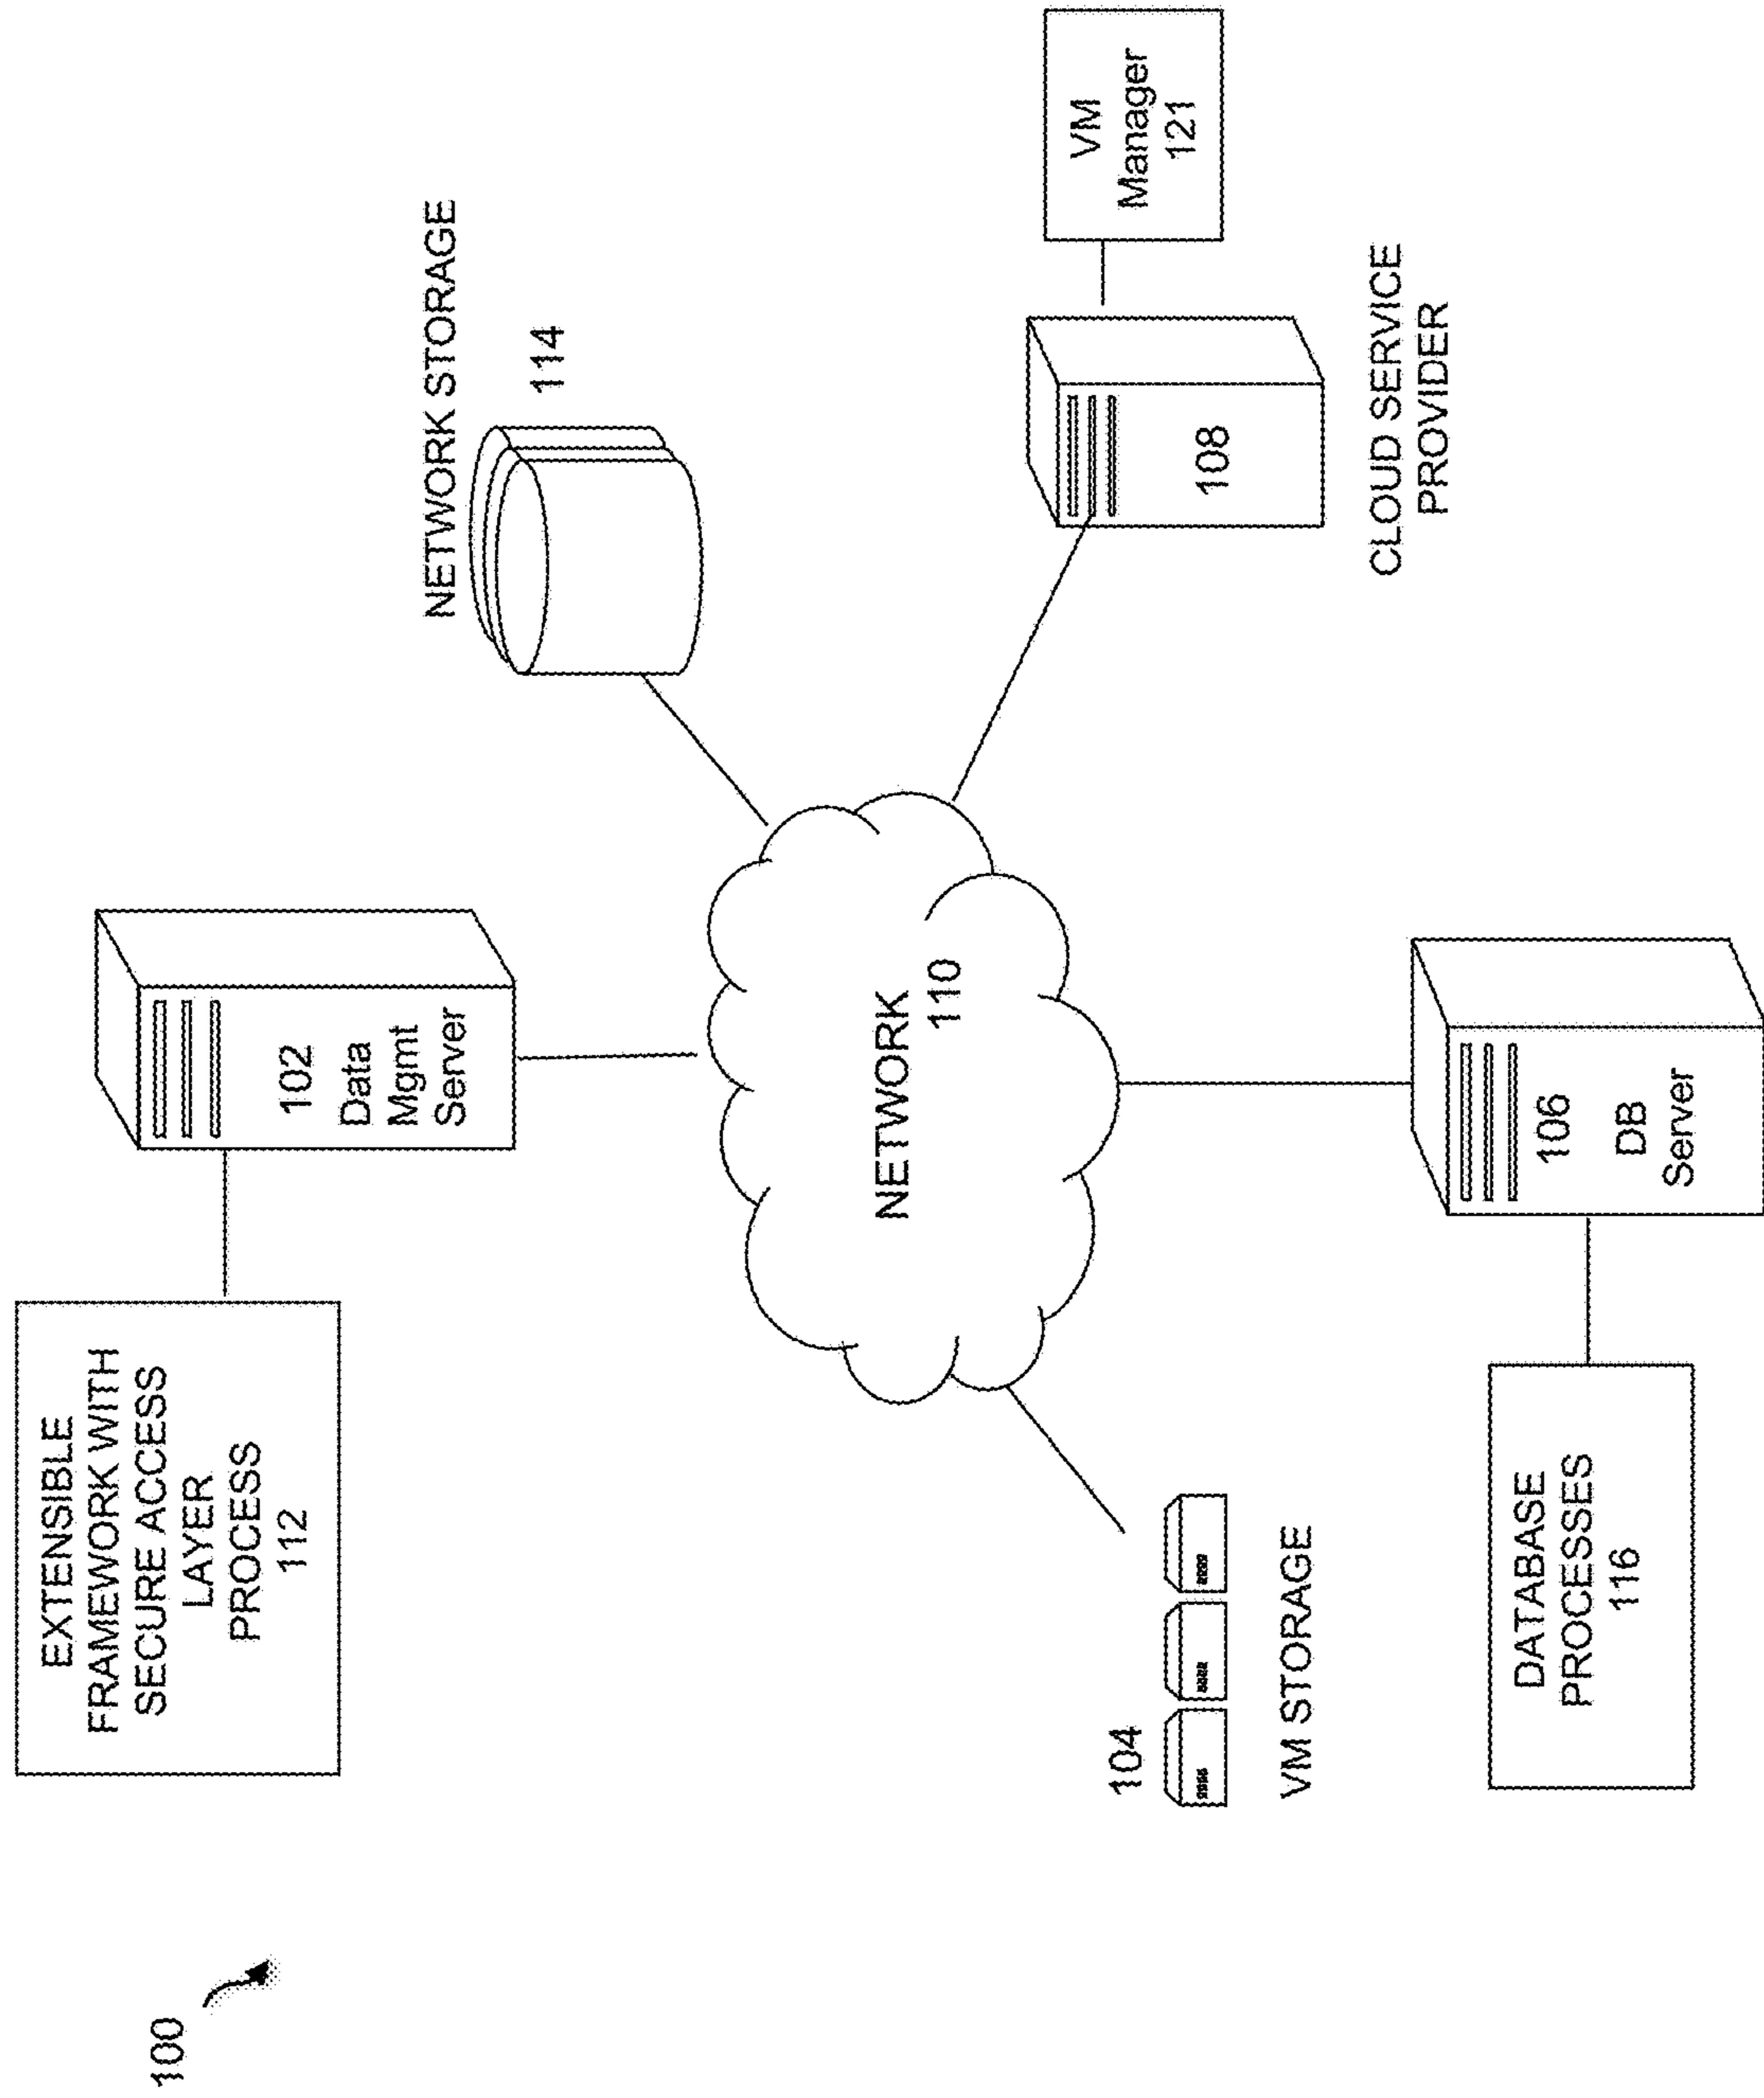 100
EXTENSIBLE
FRAMEWORK WITH
SECURE ACCESS
LAYER
PROCESS
112
102
Data
Mgmt
Server
NETWORK STORAGE
114
NETWORK
110
104
VM STORAGE
108
CLOUD SERVICE
PROVIDER
VM
Manager
121
DATABASE
PROCESSES
116
106
DB
Server